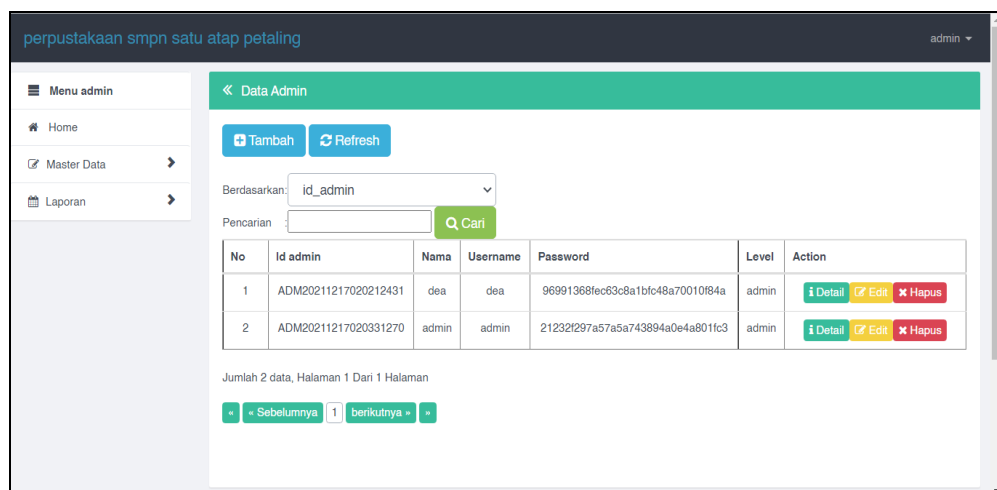 perpustakaan smpn satu atap petaling admin
Menu admin
Home
Master Data
Laporan
« Data Admin
Tambah Refresh
Berdasarkan: id_admin
Pencarian : Cari
No Id admin Nama Username Password Level Action
1 ADM20211217020212431 dea dea 96991368fec63c8a1bfc48a70010f84a admin Detail Edit Hapus
2 ADM20211217020331270 admin admin 21232f297a57a5a743894a0e4a801fc3 admin Detail Edit Hapus
Jumlah 2 data, Halaman 1 Dari 1 Halaman
« « Sebelumnya 1 berikutnya » »